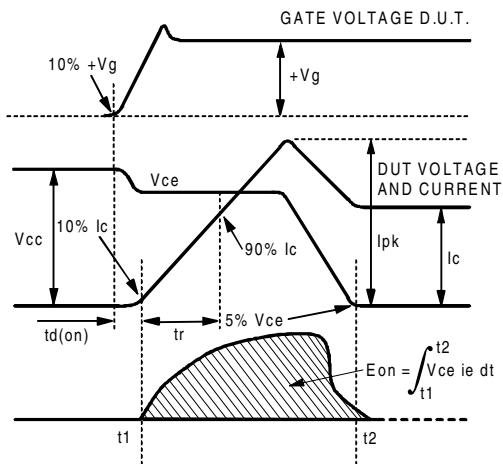 GATE VOLTAGE D.U.T.
10% +Vg
+Vg
DUT VOLTAGE
AND CURRENT
Vce
10% Ic
Vcc
90% Ic
Ipk
Ic
td(on)
tr
5% Vce
t2
Eon = ∫ Vce ie dt
t1
t1
t2